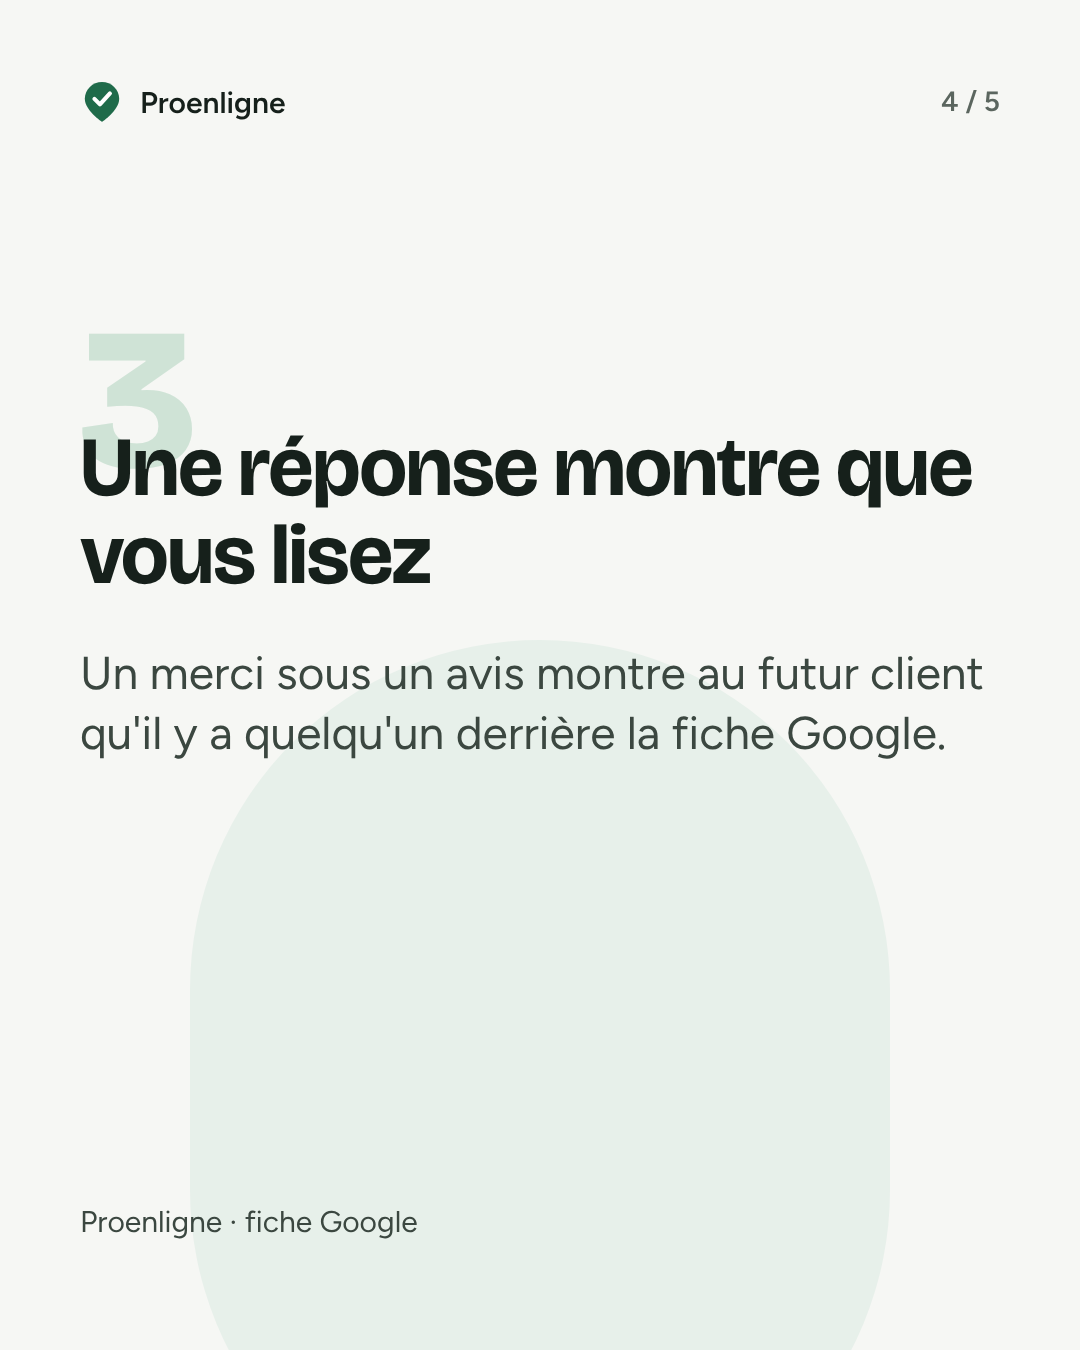 Proenligne
4 / 5
3
Une réponse montre que
vous lisez
Un merci sous un avis montre au futur client
qu'il y a quelqu'un derrière la fiche Google.
Proenligne · fiche Google